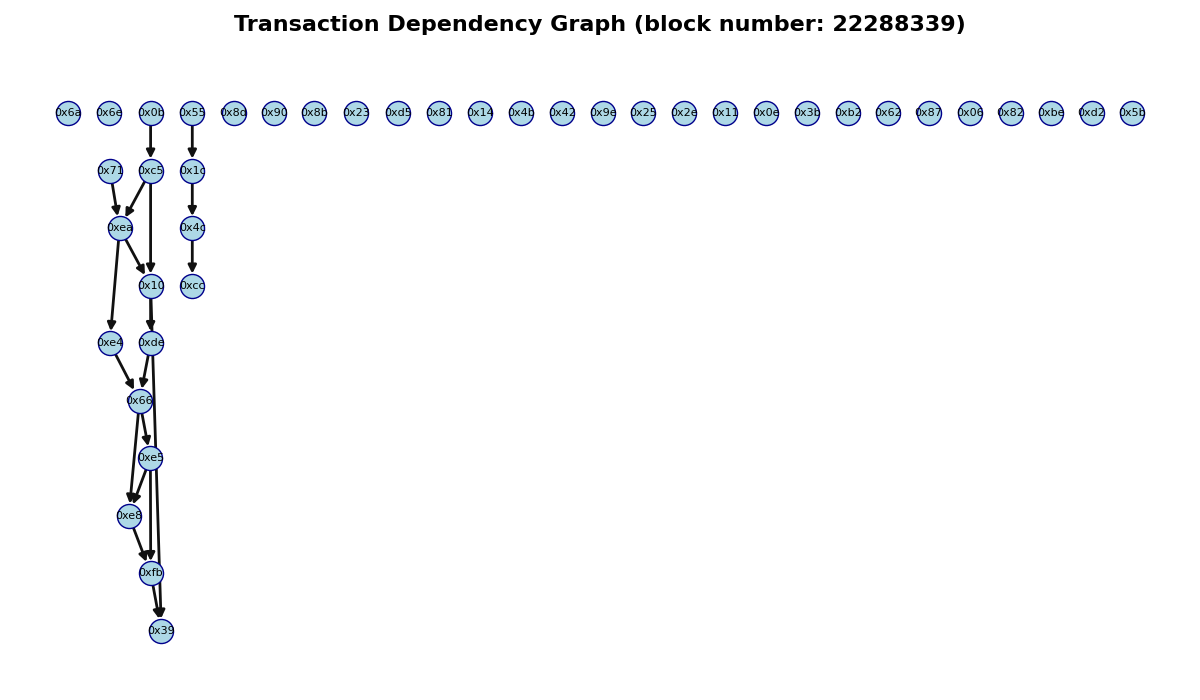 Transaction Dependency Graph (block number: 22288339)
0x6a 0x6e 0x0b 0x55 0x8d 0x90 0x8b 0x23 0xd5 0x81 0x14 0x4b 0x42 0x9e 0x25 0x2e 0x11 0x0e 0x3b 0xb2 0x62 0x87 0x06 0x82 0xbe 0xd2 0x5b
0x71 0xc5 0x1c
0xea 0x4c
0x10 0xcc
0xe4 0xde
0x66
0xe5
0xe8
0xfb
0x39